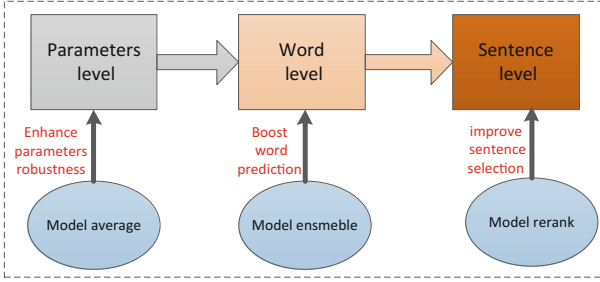 Parameters
level
Word
level
Sentence
level
Enhance
parameters
robustness
Boost
word
prediction
improve
sentence
selection
Model average
Model ensmeble
Model rerank